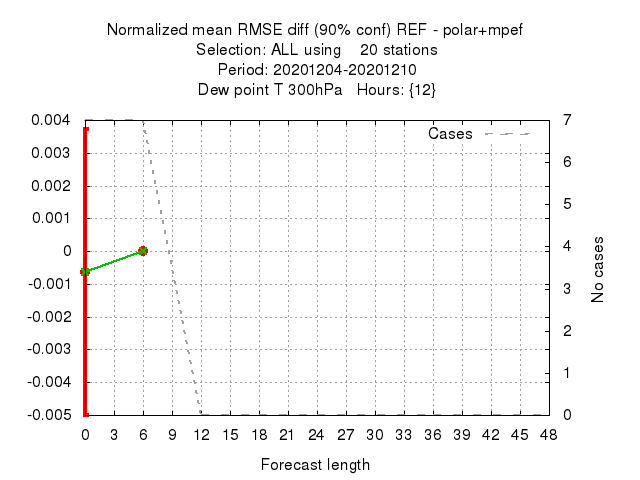 Normalized mean RMSE diff (90% conf) REF - polar+mpef
Selection: ALL using    20 stations
Period: 20201204-20201210
Dew point T 300hPa   Hours: {12}
Cases
0.004
0.003
0.002
0.001
0
-0.001
-0.002
-0.003
-0.004
-0.005
7
6
5
4
3
2
1
0
No cases
0 3 6 9 12 15 18 21 24 27 30 33 36 39 42 45 48
Forecast length